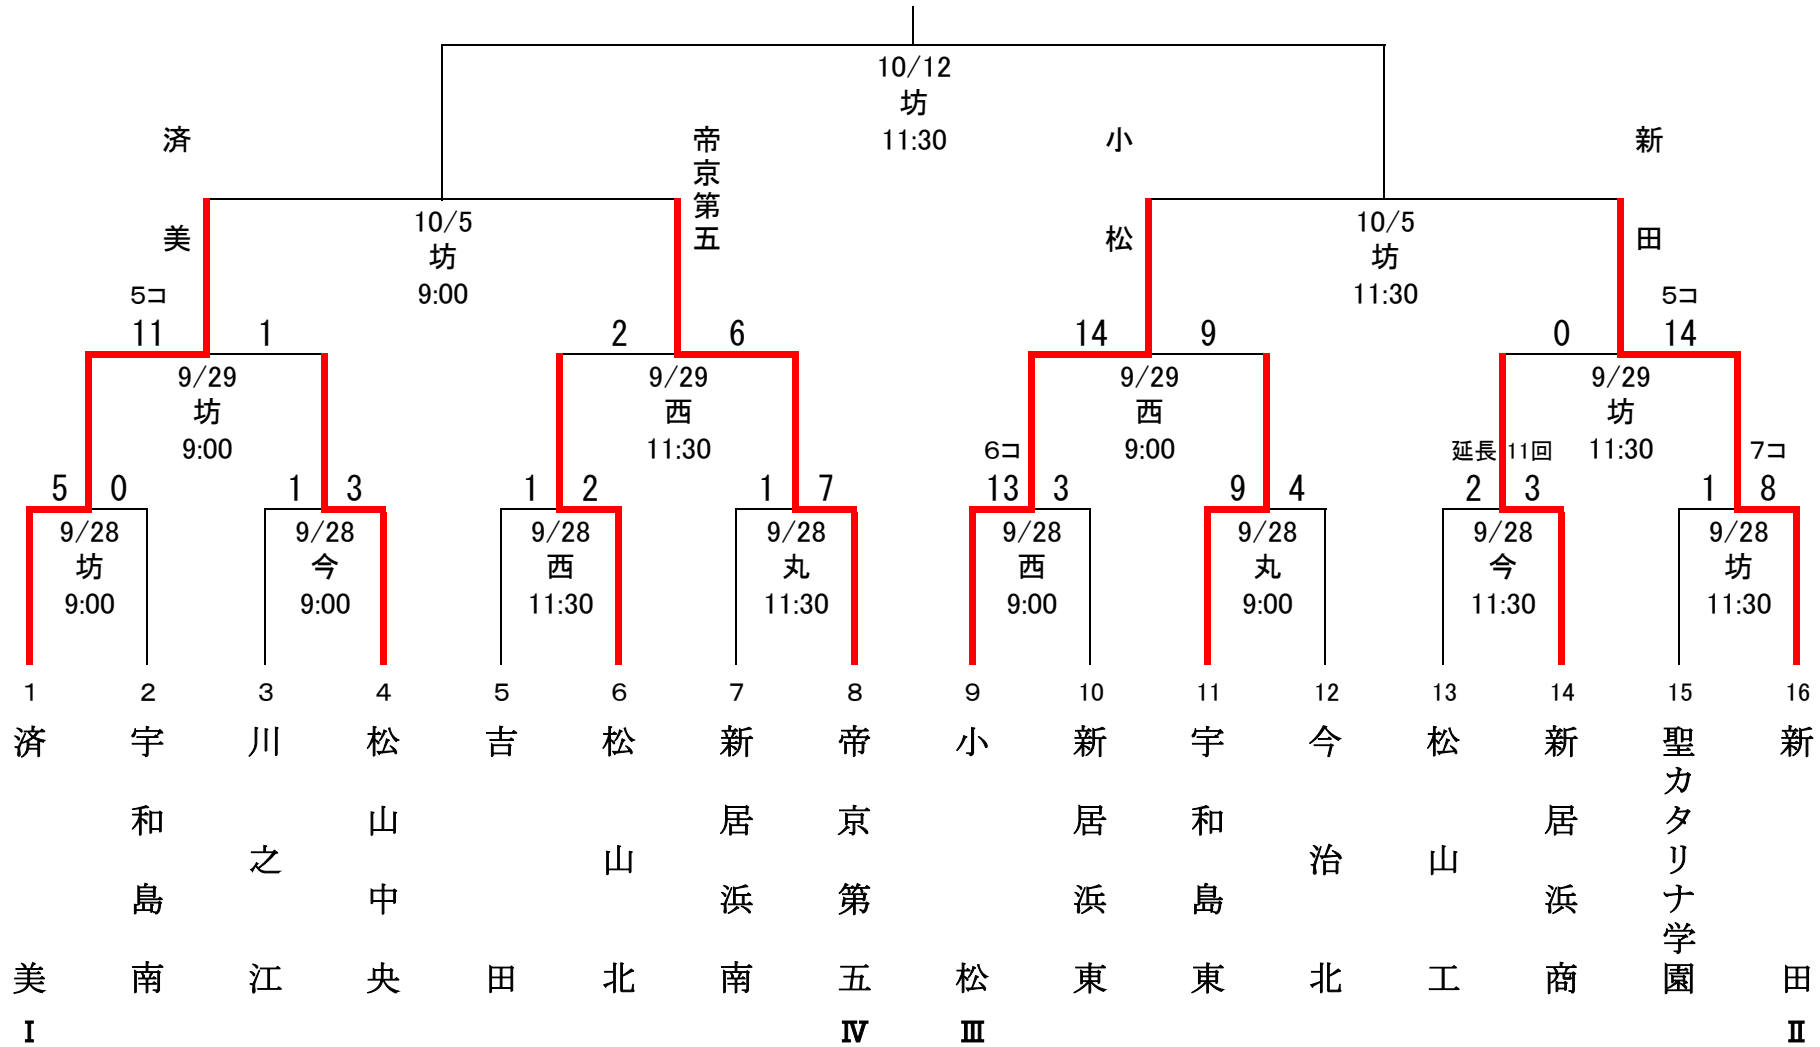 10/12
坊
11:30
済美
帝京第五
小松
新田
10/5
坊
9:00
10/5
坊
11:30
5コ
5コ
11 1
2 6
14 9
0 14
9/29
坊
9:00
9/29
西
11:30
9/29
西
9:00
9/29
坊
11:30
6コ
延長 11回
7コ
5 0
1 3
1 2
1 7
13 3
9 4
2 3
1 8
9/28
坊
9:00
9/28
今
9:00
9/28
西
11:30
9/28
丸
11:30
9/28
西
9:00
9/28
丸
9:00
9/28
今
11:30
9/28
坊
11:30
1 2 3 4 5 6 7 8 9 10 11 12 13 14 15 16
済美
宇和島南
川之江
松山中央
吉田
松山北
新居浜南
帝京第五
小松
新居浜東
宇和島東
今治北
松山工
新居浜商
聖カタリナ学園
新田
Ⅰ Ⅳ Ⅲ Ⅱ